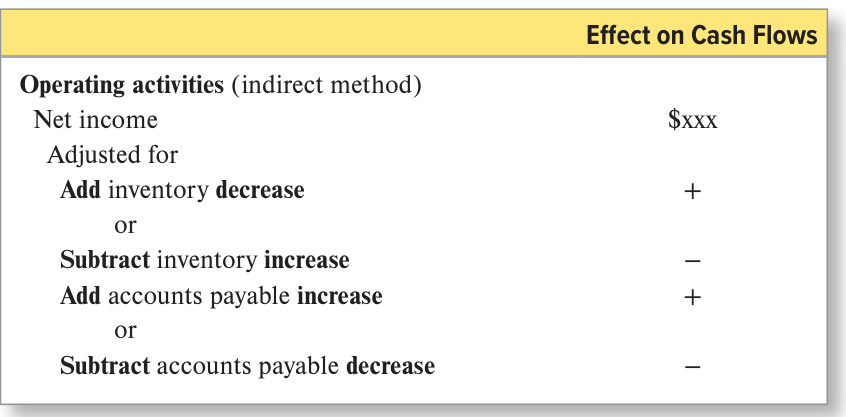 Effect on Cash Flows
Operating activities (indirect method)
Net income $xxx
Adjusted for
Add inventory decrease +
or
Subtract inventory increase −
Add accounts payable increase +
or
Subtract accounts payable decrease −